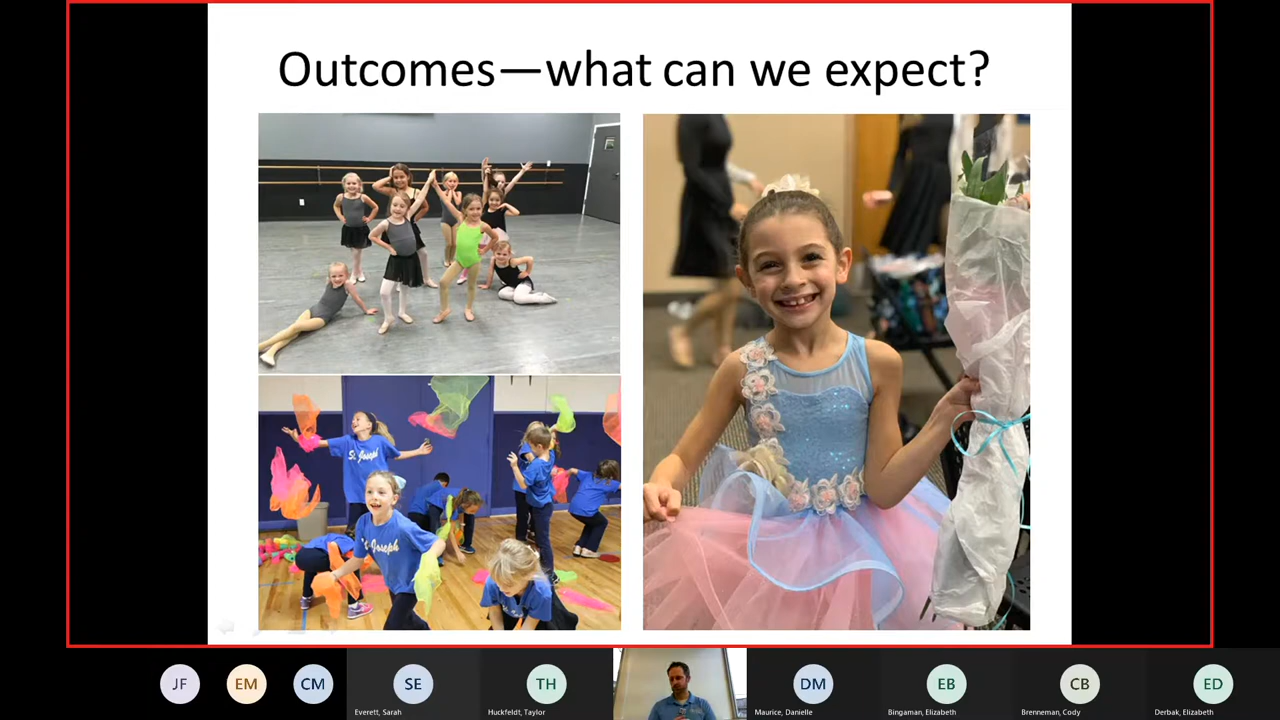 Outcomes—what can we expect?
St. Joseph
St. Joseph
JF
EM
CM
SE
TH
DM
EB
CB
ED
Everett, Sarah
Huckfeldt, Taylor
Maurice, Danielle
Bingaman, Elizabeth
Brenneman, Cody
Derbak, Elizabeth